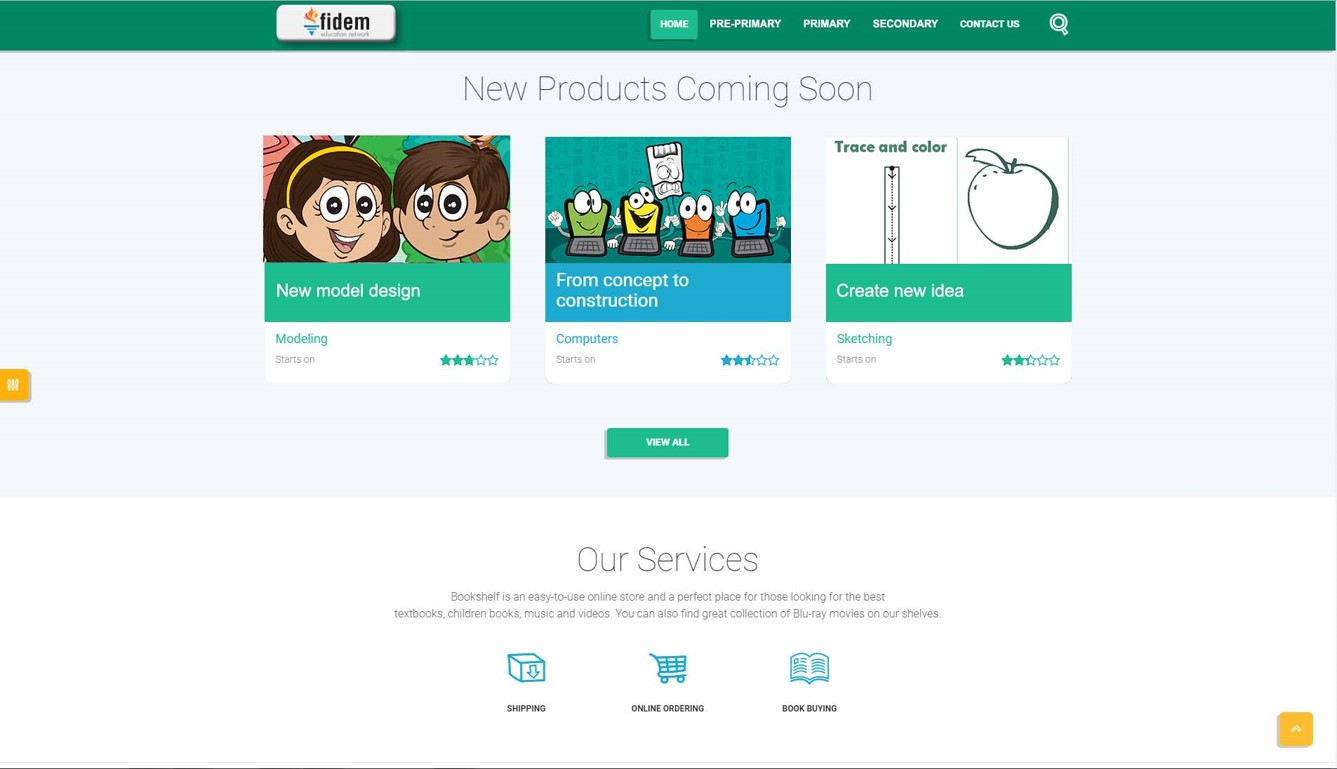 fidem
education network
HOME
PRE-PRIMARY
PRIMARY
SECONDARY
CONTACT US
New Products Coming Soon
Trace and color
New model design
From concept to
construction
Create new idea
Modeling
Computers
Sketching
Starts on
Starts on
Starts on
VIEW ALL
Our Services
Bookshelf is an easy-to-use online store and a perfect place for those looking for the best
textbooks, children books, music and videos. You can also find great collection of Blu-ray movies on our shelves.
SHIPPING
ONLINE ORDERING
BOOK BUYING